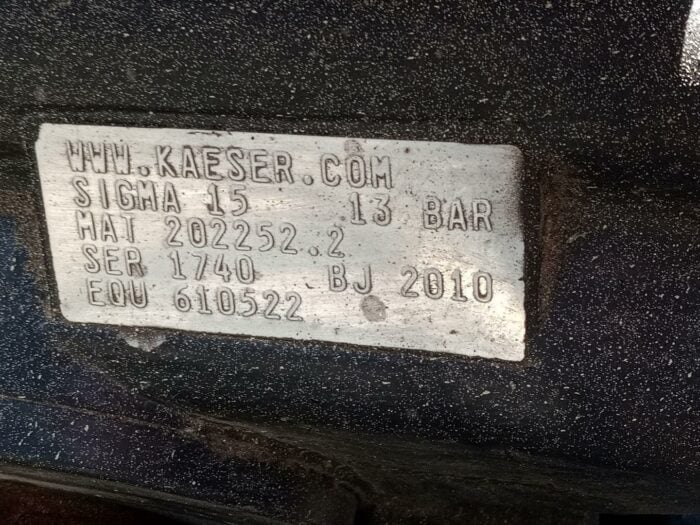 WWW.KAESER.COM
SIGMA 15 13 BAR
MAT 202252.2
SER 1740 BJ 2010
EQU 610522